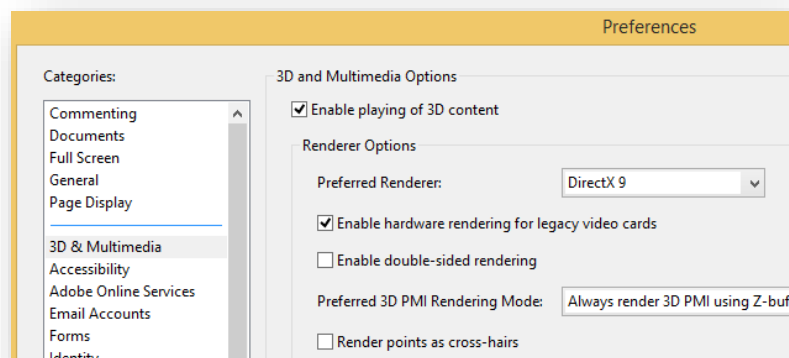 Preferences
Categories:
Commenting
Documents
Full Screen
General
Page Display
3D & Multimedia
Accessibility
Adobe Online Services
Email Accounts
Forms
Identity
3D and Multimedia Options
Enable playing of 3D content
Renderer Options
Preferred Renderer: DirectX 9
Enable hardware rendering for legacy video cards
Enable double-sided rendering
Preferred 3D PMI Rendering Mode: Always render 3D PMI using Z-buf
Render points as cross-hairs